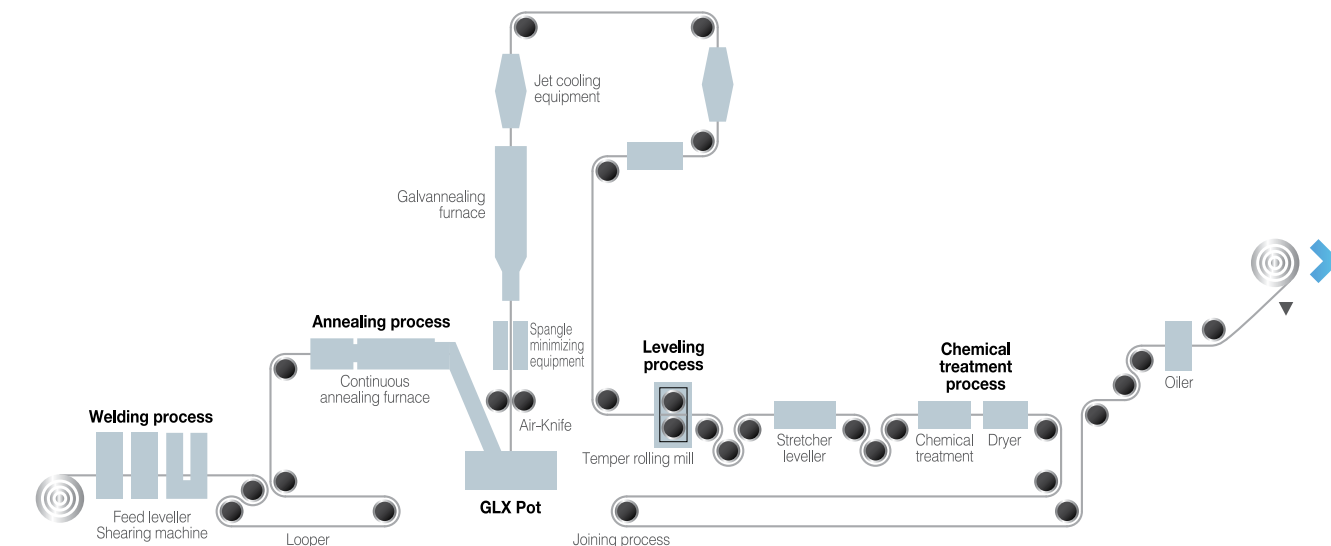 Jet cooling
equipment
Galvannealing
furnace
Annealing process
Spangle
minimizing
equipment
Continuous
annealing furnace
Air-Knife
Welding process
Feed leveller
Shearing machine
Looper
GLX Pot
Leveling
process
Temper rolling mill
Stretcher
leveller
Chemical
treatment
process
Chemical
treatment
Dryer
Oiler
Joining process